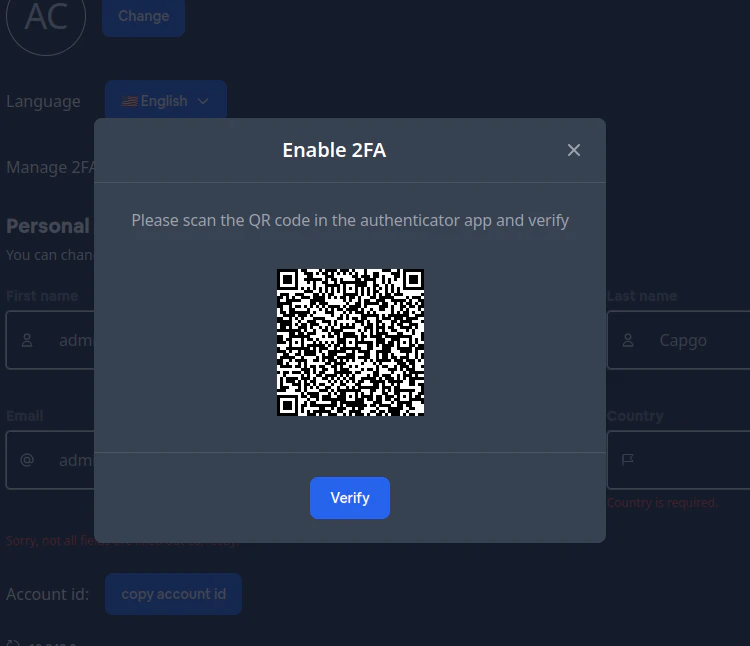 AC
Change
Language
English
Manage 2FA
Enable 2FA
Please scan the QR code in the authenticator app and verify
Personal
You can chan
First name
Last name
adm
Capgo
Email
Country
@ adm
Country is required.
Verify
Sorry, not all fie
Account id:
copy account id